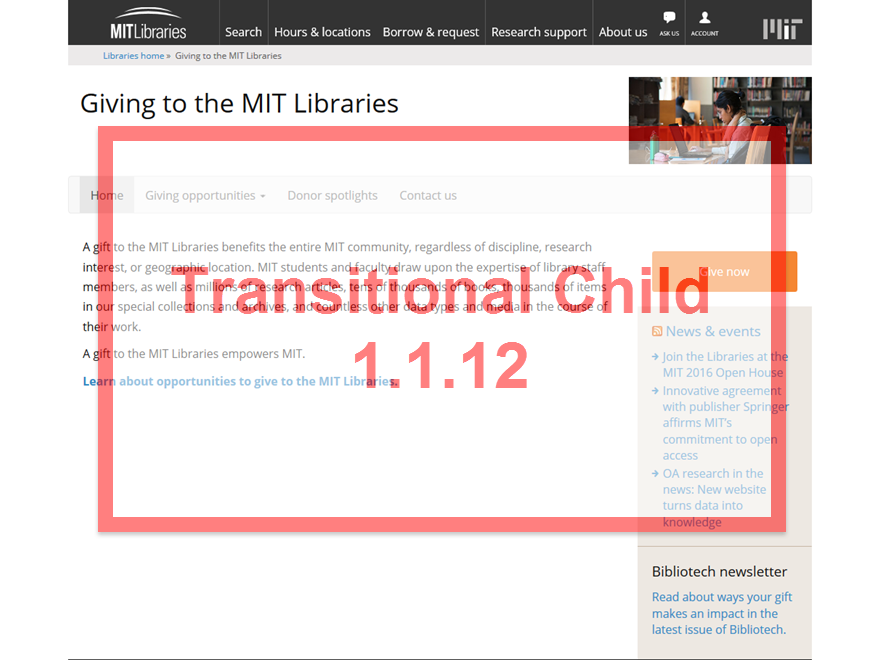 MITLibraries
Search
Hours & locations
Borrow & request
Research support
About us
ASK US
ACCOUNT
MIT
Libraries home » Giving to the MIT Libraries
Giving to the MIT Libraries
Home
Giving opportunities
Donor spotlights
Contact us
A gift to the MIT Libraries benefits the entire MIT community, regardless of discipline, research
interest, or geographic location. MIT students and faculty draw upon the expertise of library staff
members, as well as millions of research articles, tens of thousands of books, thousands of items
in our special collections and archives, and countless other data types and media in the course of
their work.
A gift to the MIT Libraries empowers MIT.
Learn about opportunities to give to the MIT Libraries.
Transitional Child
1.1.12
Give now
News & events
Join the Libraries at the
MIT 2016 Open House
Innovative agreement
with publisher Springer
affirms MIT's
commitment to open
access
OA research in the
news: New website
turns data into
knowledge
Bibliotech newsletter
Read about ways your gift
makes an impact in the
latest issue of Bibliotech.